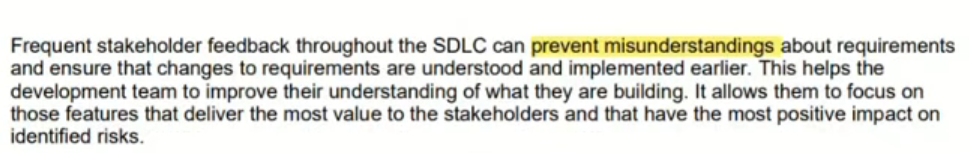 Frequent stakeholder feedback throughout the SDLC can prevent misunderstandings about requirements
and ensure that changes to requirements are understood and implemented earlier. This helps the
development team to improve their understanding of what they are building. It allows them to focus on
those features that deliver the most value to the stakeholders and that have the most positive impact on
identified risks.